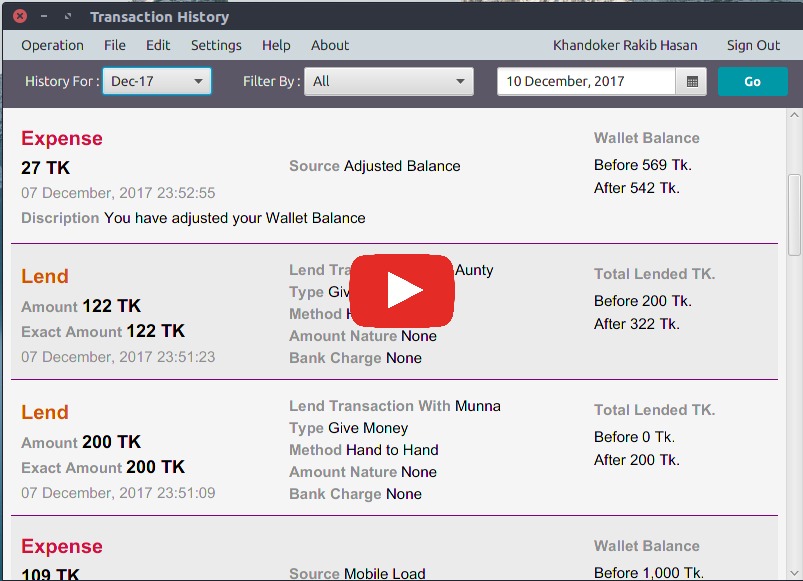 Transaction History
Operation File Edit Settings Help About Khandoker Rakib Hasan Sign Out
History For : Dec-17 Filter By : All 10 December, 2017 Go
Expense
27 TK
07 December, 2017 23:52:55
Discription You have adjusted your Wallet Balance
Source Adjusted Balance
Wallet Balance
Before 569 Tk.
After 542 Tk.
Lend
Amount 122 TK
Exact Amount 122 TK
07 December, 2017 23:51:23
Lend Aunty
Type
Method
Amount Nature None
Bank Charge None
Total Lended TK.
Before 200 Tk.
After 322 Tk.
Lend
Amount 200 TK
Exact Amount 200 TK
07 December, 2017 23:51:09
Lend Transaction With Munna
Type Give Money
Method Hand to Hand
Amount Nature None
Bank Charge None
Total Lended TK.
Before 0 Tk.
After 200 Tk.
Expense
109 TK
Source Mobile Load
Wallet Balance
Before 1,000 Tk.